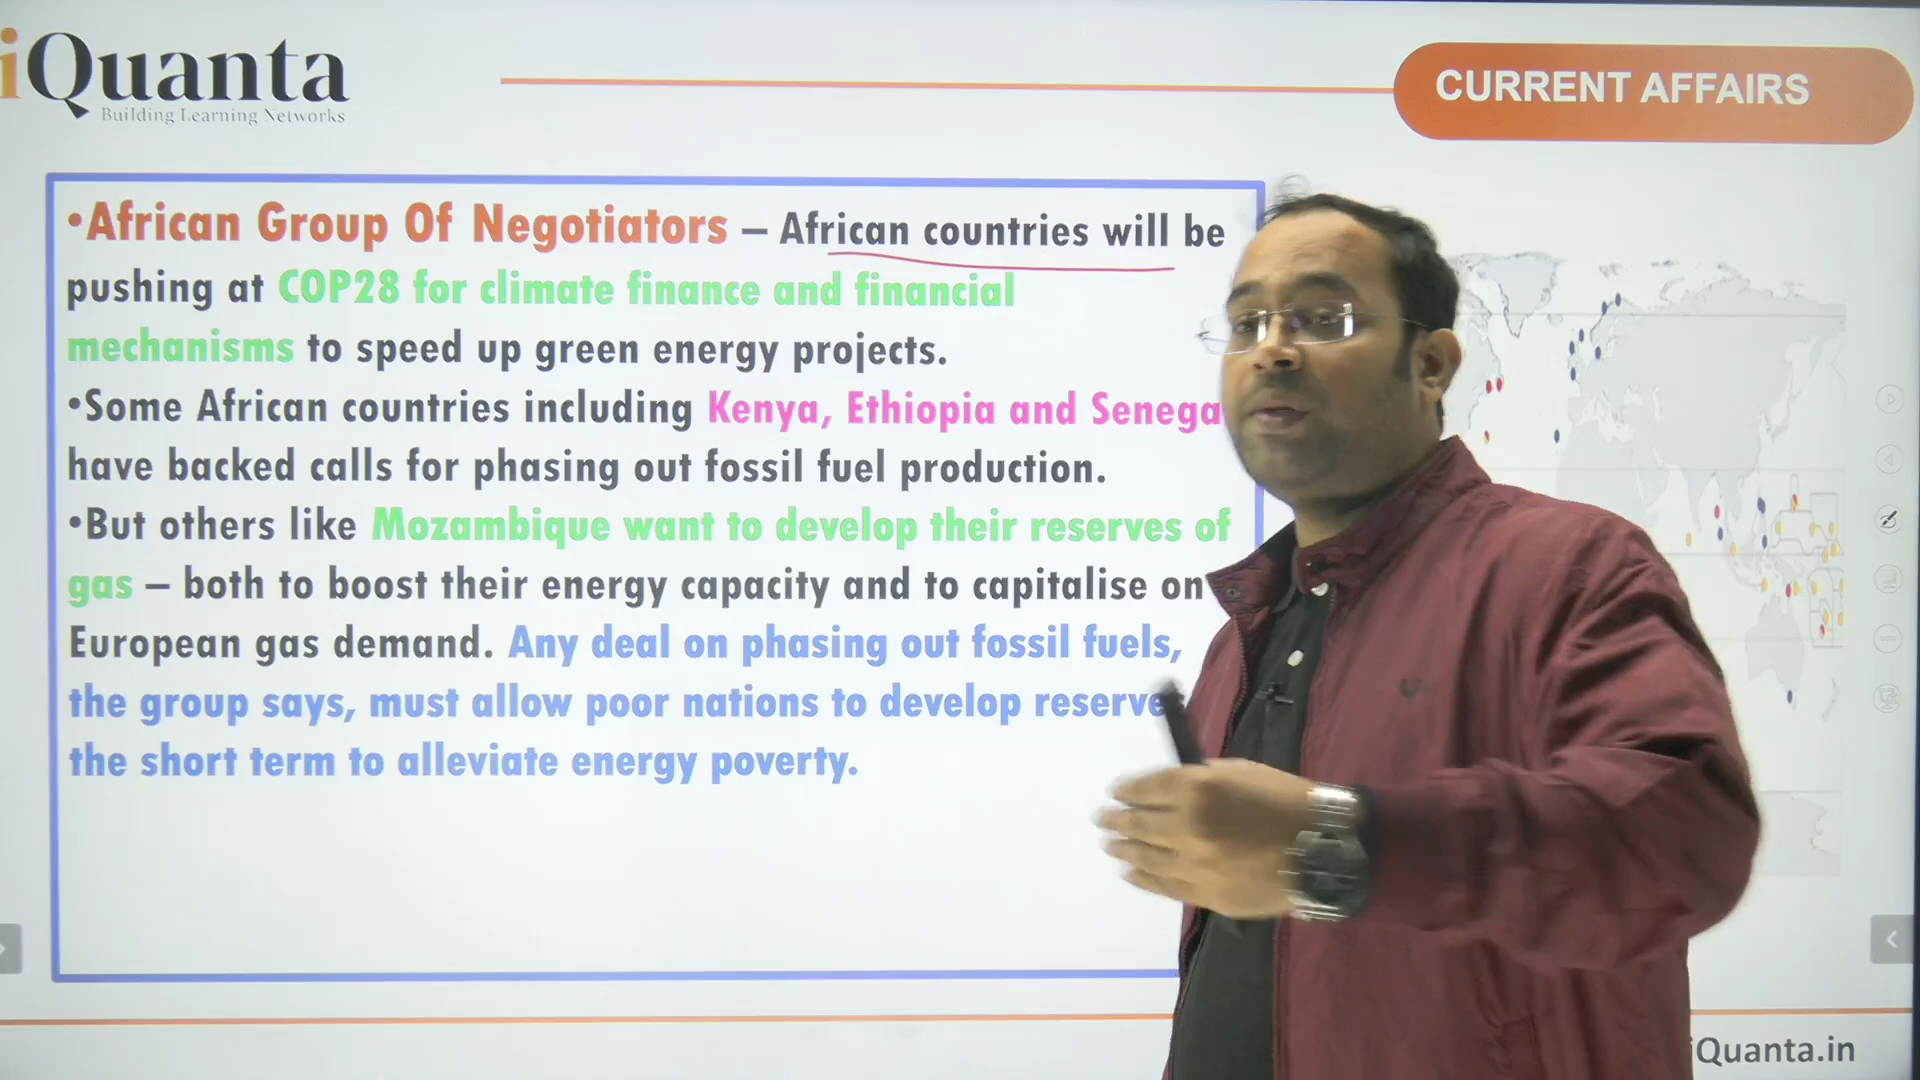 iQuanta
Building Learning Networks
CURRENT AFFAIRS
•African Group Of Negotiators – African countries will be
pushing at COP28 for climate finance and financial
mechanisms to speed up green energy projects.
•Some African countries including Kenya, Ethiopia and Senega
have backed calls for phasing out fossil fuel production.
•But others like Mozambique want to develop their reserves of
gas – both to boost their energy capacity and to capitalise on
European gas demand. Any deal on phasing out fossil fuels,
the group says, must allow poor nations to develop reserve
the short term to alleviate energy poverty.
iQuanta.in